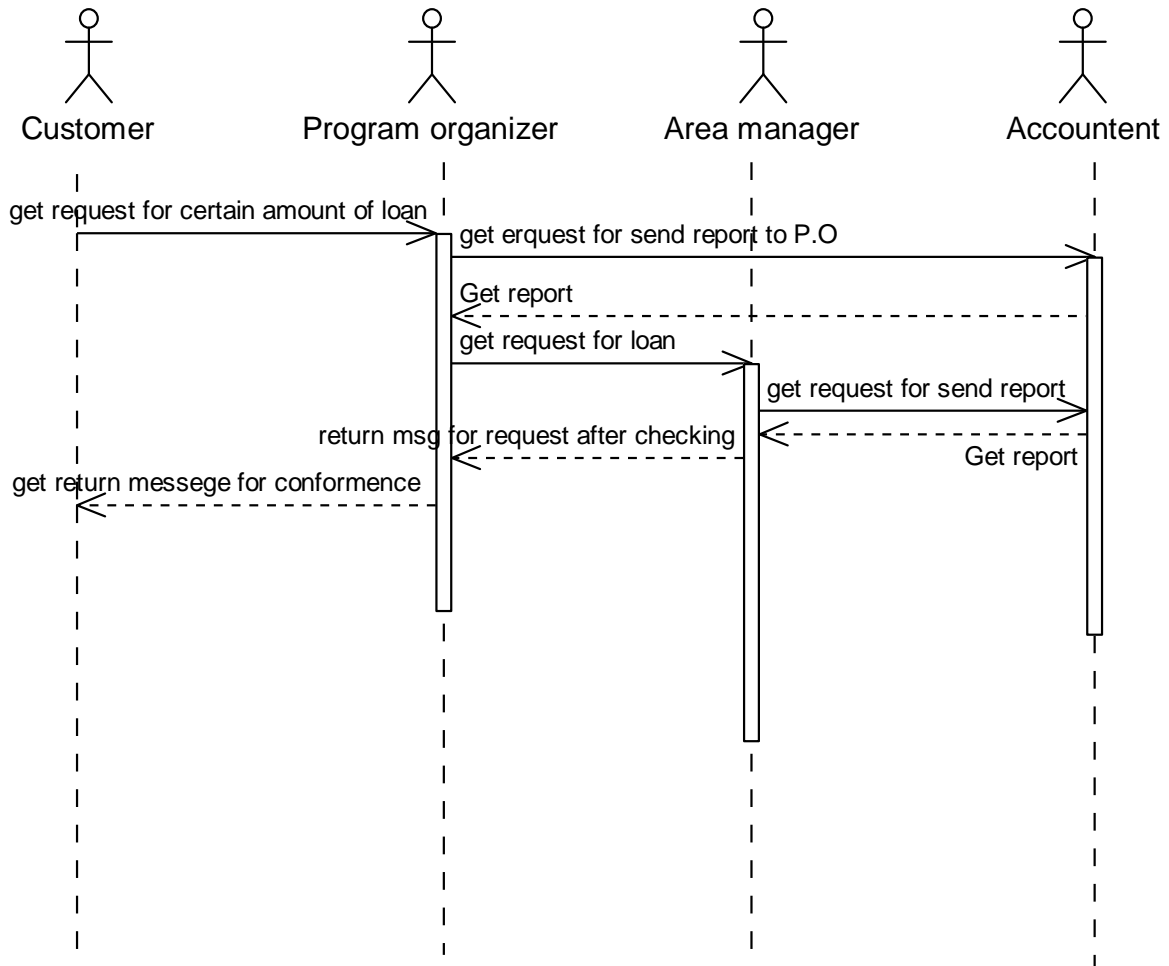 Customer
Program organizer
Area manager
Accountent
get request for certain amount of loan
get erquest for send report to P.O
Get report
get request for loan
get request for send report
return msg for request after checking
Get report
get return messege for conformence